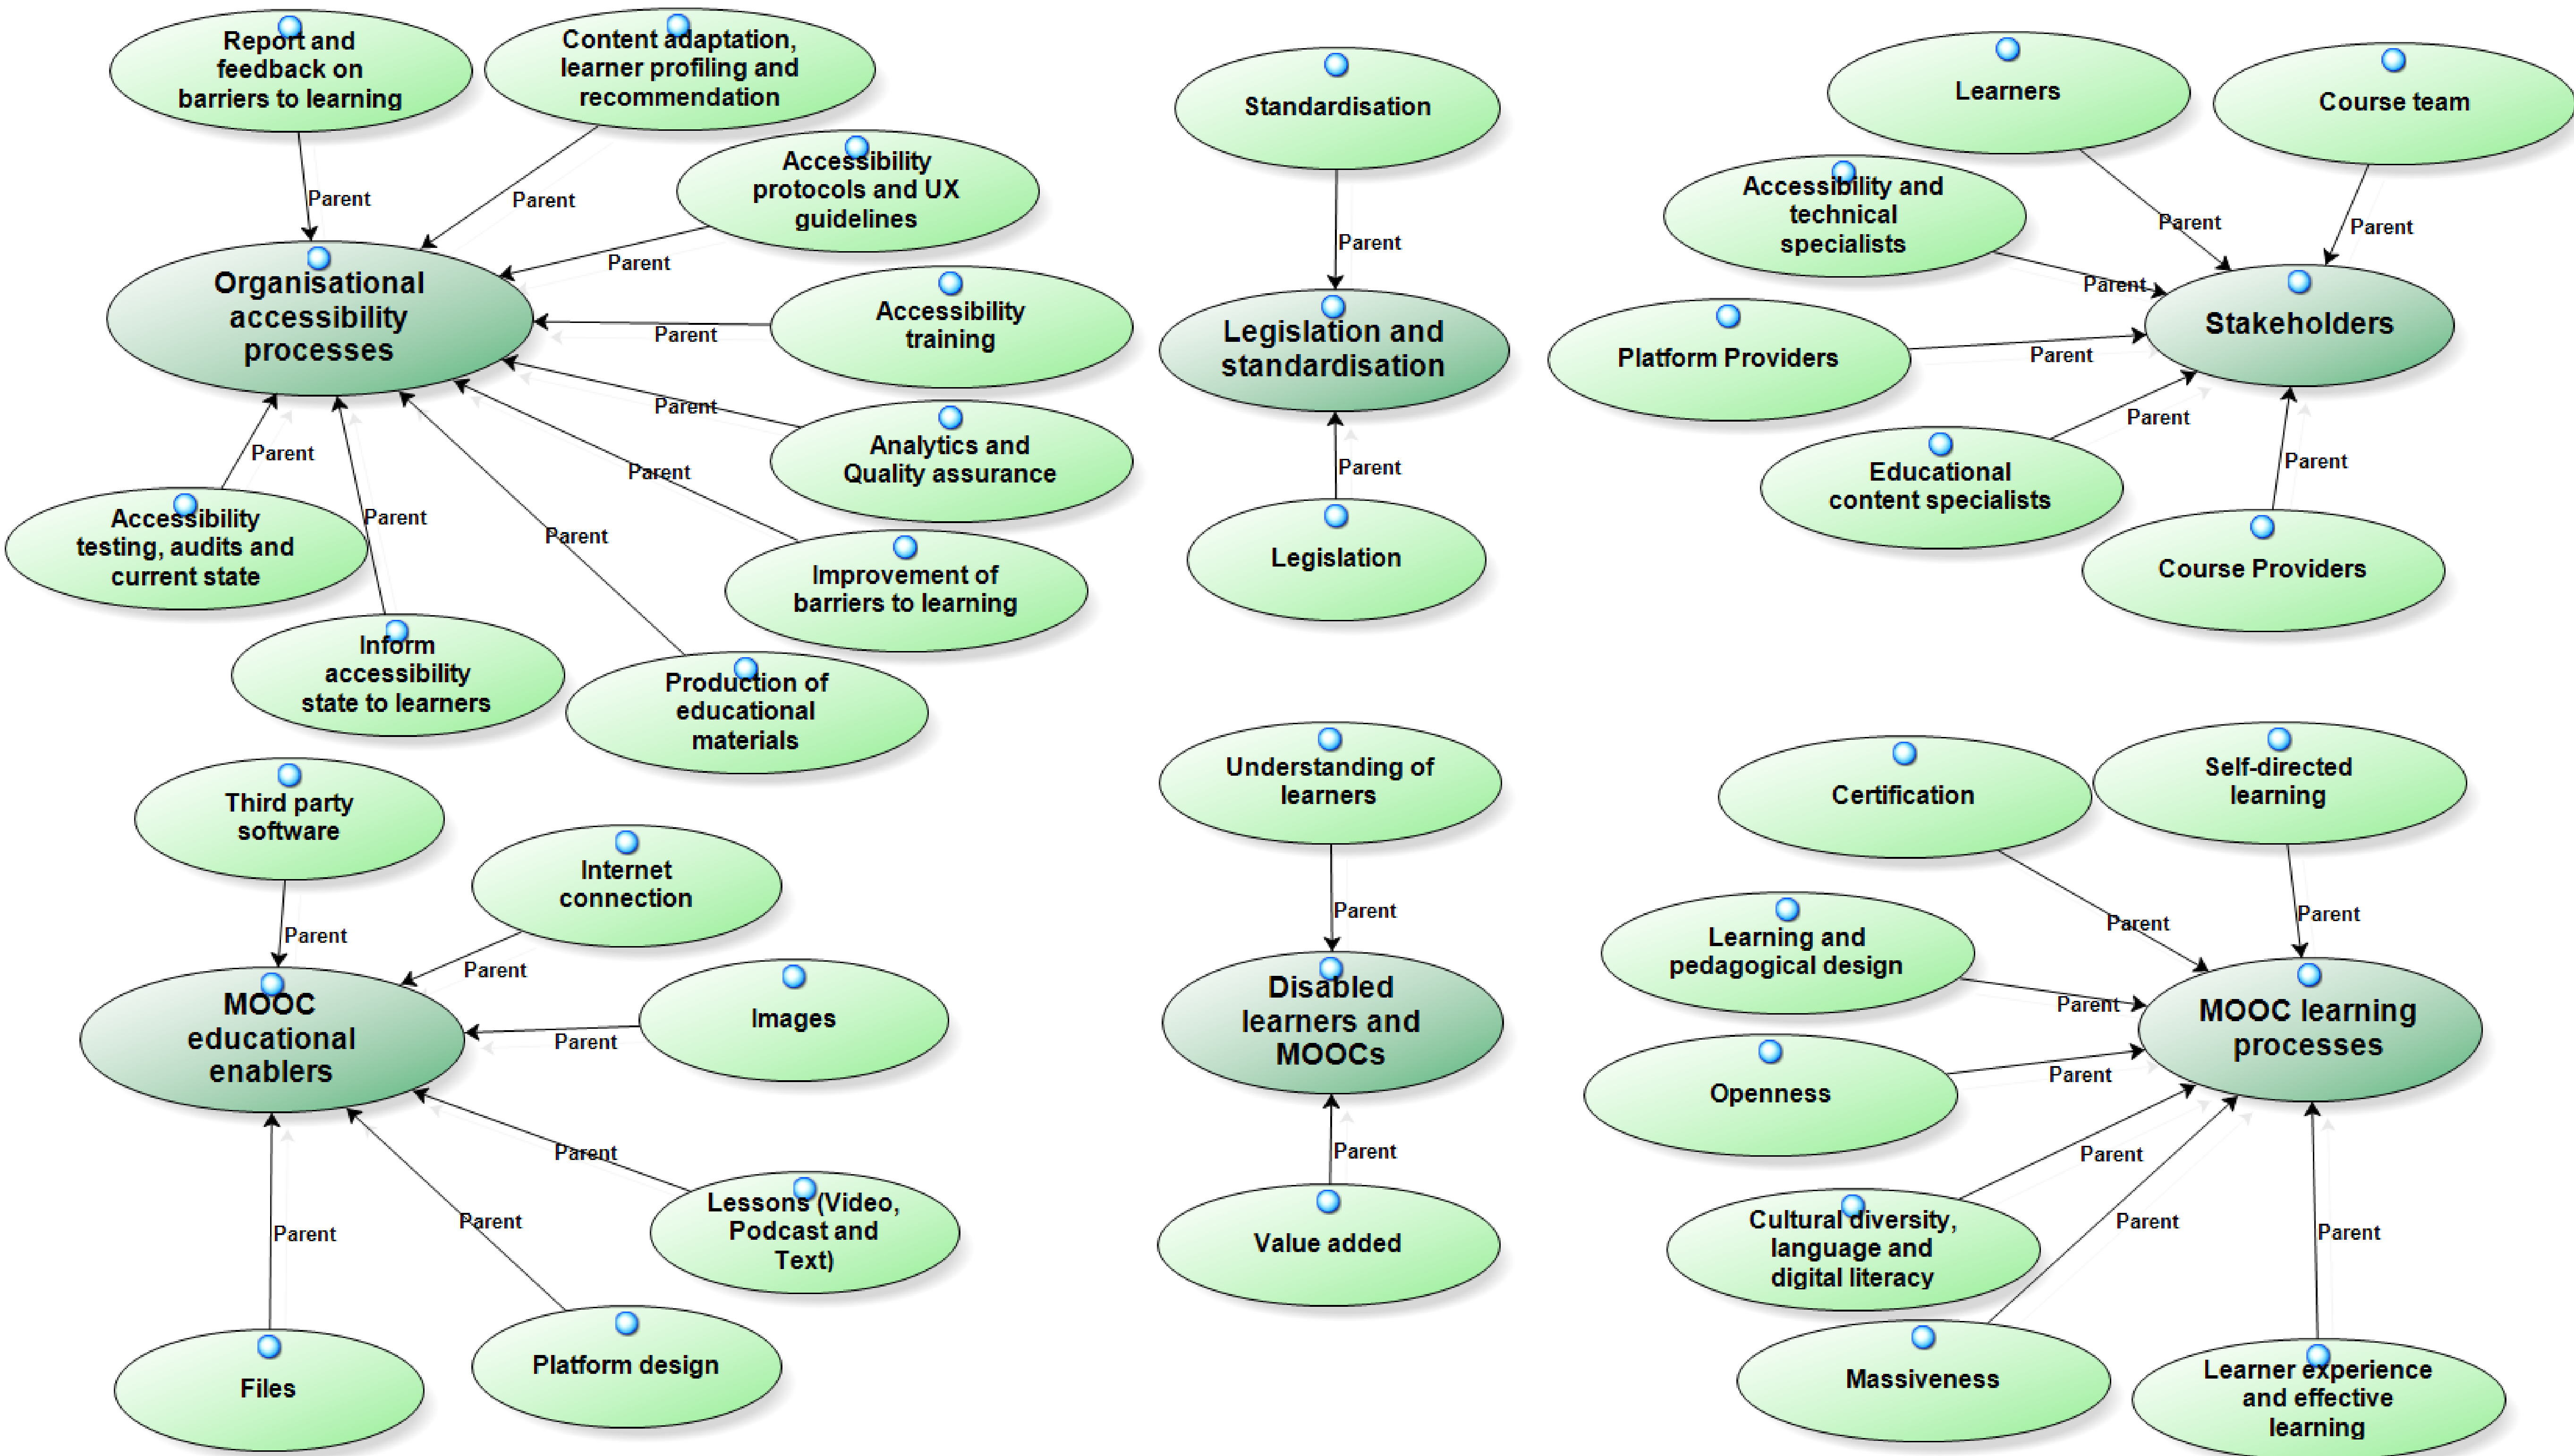 Report and
feedback on
barriers to learning
Content adaptation,
learner profiling and
recommendation
Accessibility
protocols and UX
guidelines
Parent
Parent
Parent
Organisational
accessibility
processes
Accessibility
training
Parent
Analytics and
Quality assurance
Parent
Improvement of
barriers to learning
Parent
Production of
educational
materials
Parent
Inform
accessibility
state to learners
Parent
Accessibility
testing, audits and
current state
Parent
Standardisation
Parent
Legislation and
standardisation
Parent
Legislation
Learners
Course team
Accessibility and
technical
specialists
Parent
Parent
Parent
Platform Providers
Parent
Stakeholders
Educational
content specialists
Parent
Parent
Course Providers
Third party
software
Parent
Internet
connection
Parent
MOOC
educational
enablers
Images
Parent
Lessons (Video,
Podcast and
Text)
Parent
Platform design
Parent
Files
Parent
Understanding of
learners
Parent
Disabled
learners and
MOOCs
Parent
Value added
Certification
Self-directed
learning
Parent
Parent
Learning and
pedagogical design
Parent
MOOC learning
processes
Openness
Parent
Cultural diversity,
language and
digital literacy
Parent
Massiveness
Parent
Learner experience
and effective
learning
Parent